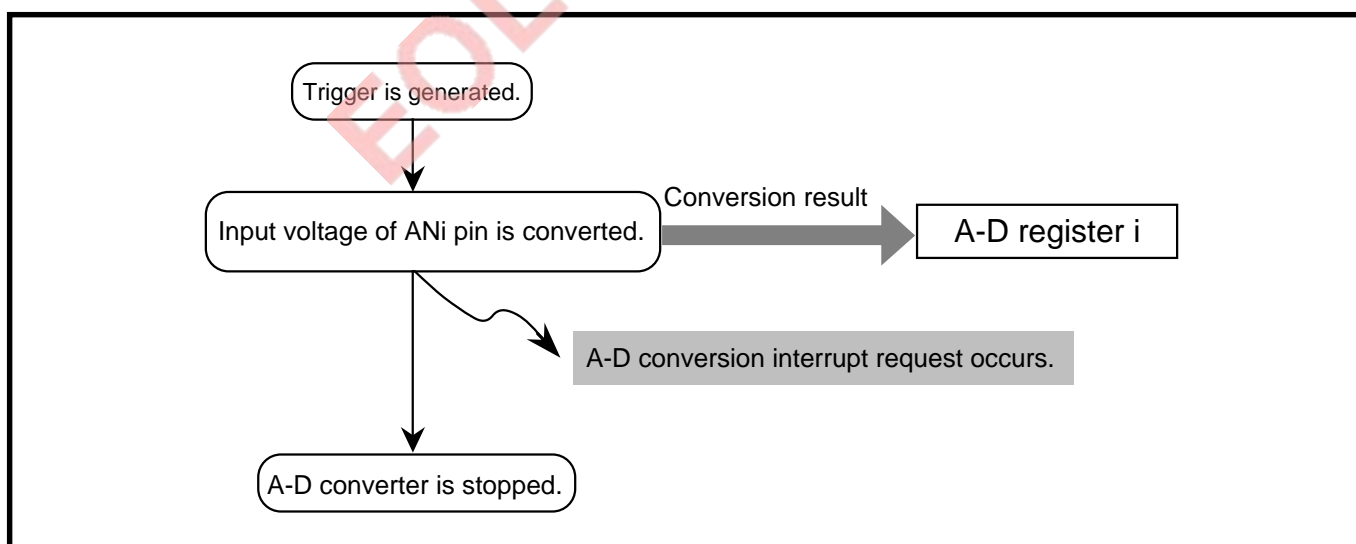 EOL
Trigger is generated.
Conversion result
Input voltage of ANi pin is converted.
A-D register i
A-D conversion interrupt request occurs.
A-D converter is stopped.